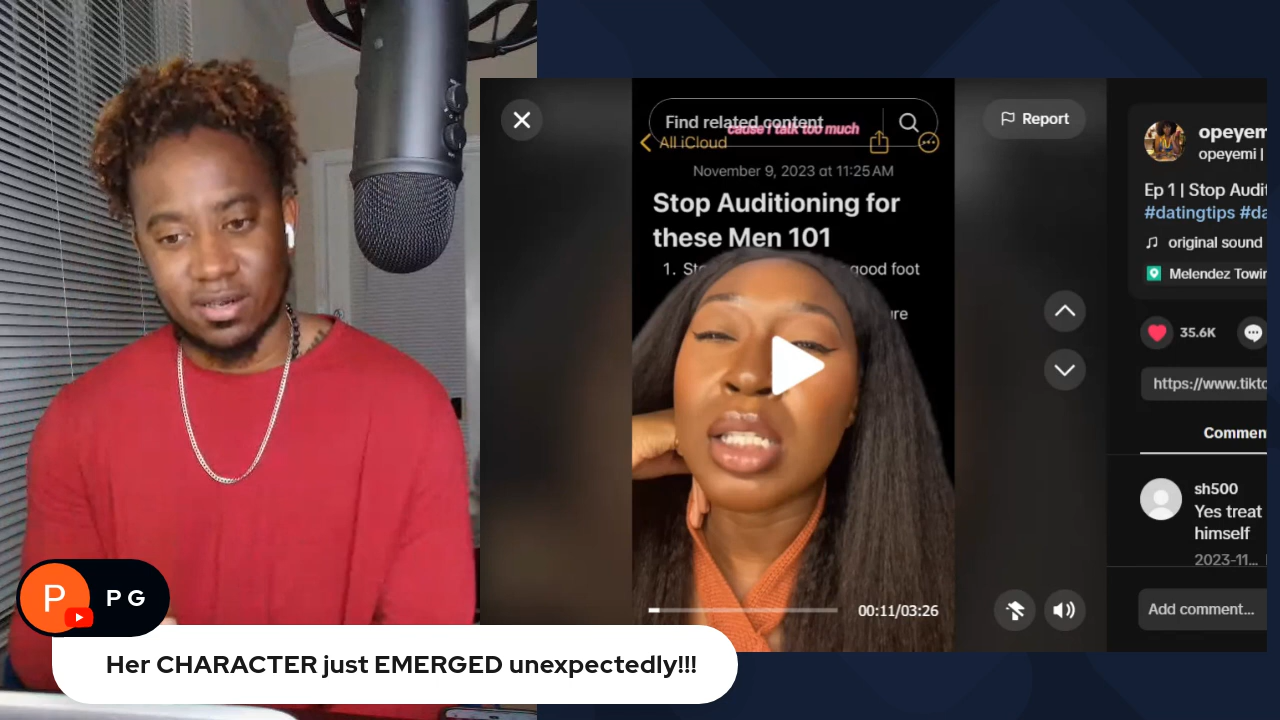 Find related content
cause I talk too much
All iCloud
November 9, 2023 at 11:25 AM
Stop Auditioning for
these Men 101
1. good foot
Report
opeyem
opeyemi |
Ep 1 | Stop Audit
#datingtips #da
original sound
Melendez Towin
35.6K
https://www.tikto
Commen
sh500
Yes treat
himself
2023-11...
Add comment...
00:11/03:26
P
P G
Her CHARACTER just EMERGED unexpectedly!!!